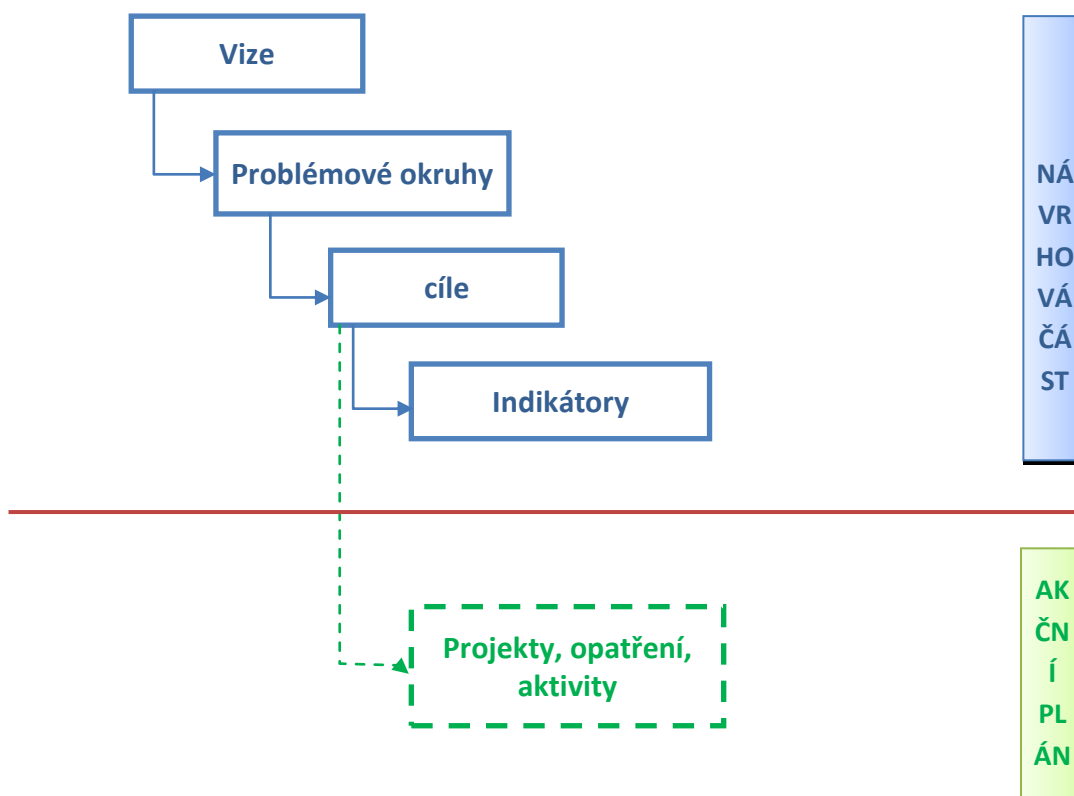 Vize
Problémové okruhy
cíle
Indikátory
NÁ
VR
HO
VÁ
ČÁ
ST
Projekty, opatření,
aktivity
AK
ČN
Í
PL
ÁN